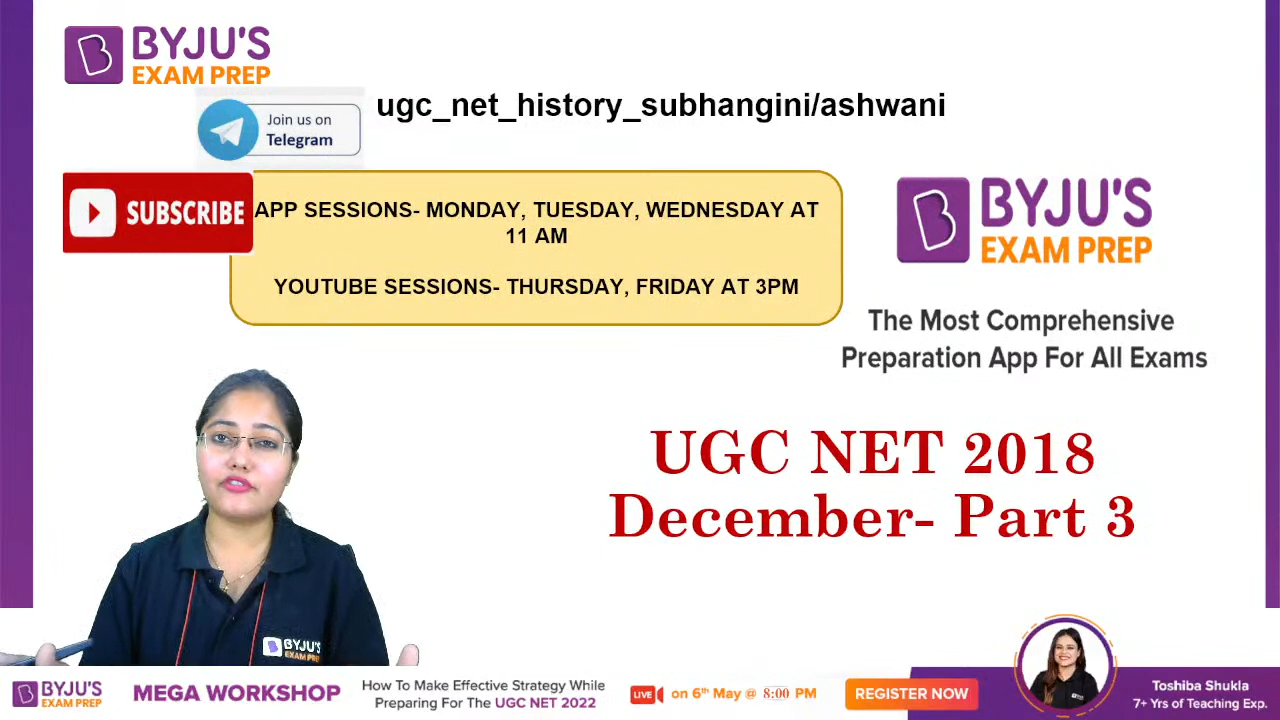 BYJU'S
EXAM PREP
Join us on
Telegram
ugc_net_history_subhangini/ashwani
SUBSCRIBE
APP SESSIONS- MONDAY, TUESDAY, WEDNESDAY AT
11 AM
YOUTUBE SESSIONS- THURSDAY, FRIDAY AT 3PM
BYJU'S
EXAM PREP
The Most Comprehensive
Preparation App For All Exams
UGC NET 2018
December- Part 3
BYJU'S
EXAM PREP
BYJU'S
EXAM PREP
MEGA WORKSHOP
How To Make Effective Strategy While
Preparing For The UGC NET 2022
LIVE
on 6th May @ 8:00 PM
REGISTER NOW
Toshiba Shukla
7+ Yrs of Teaching Exp.